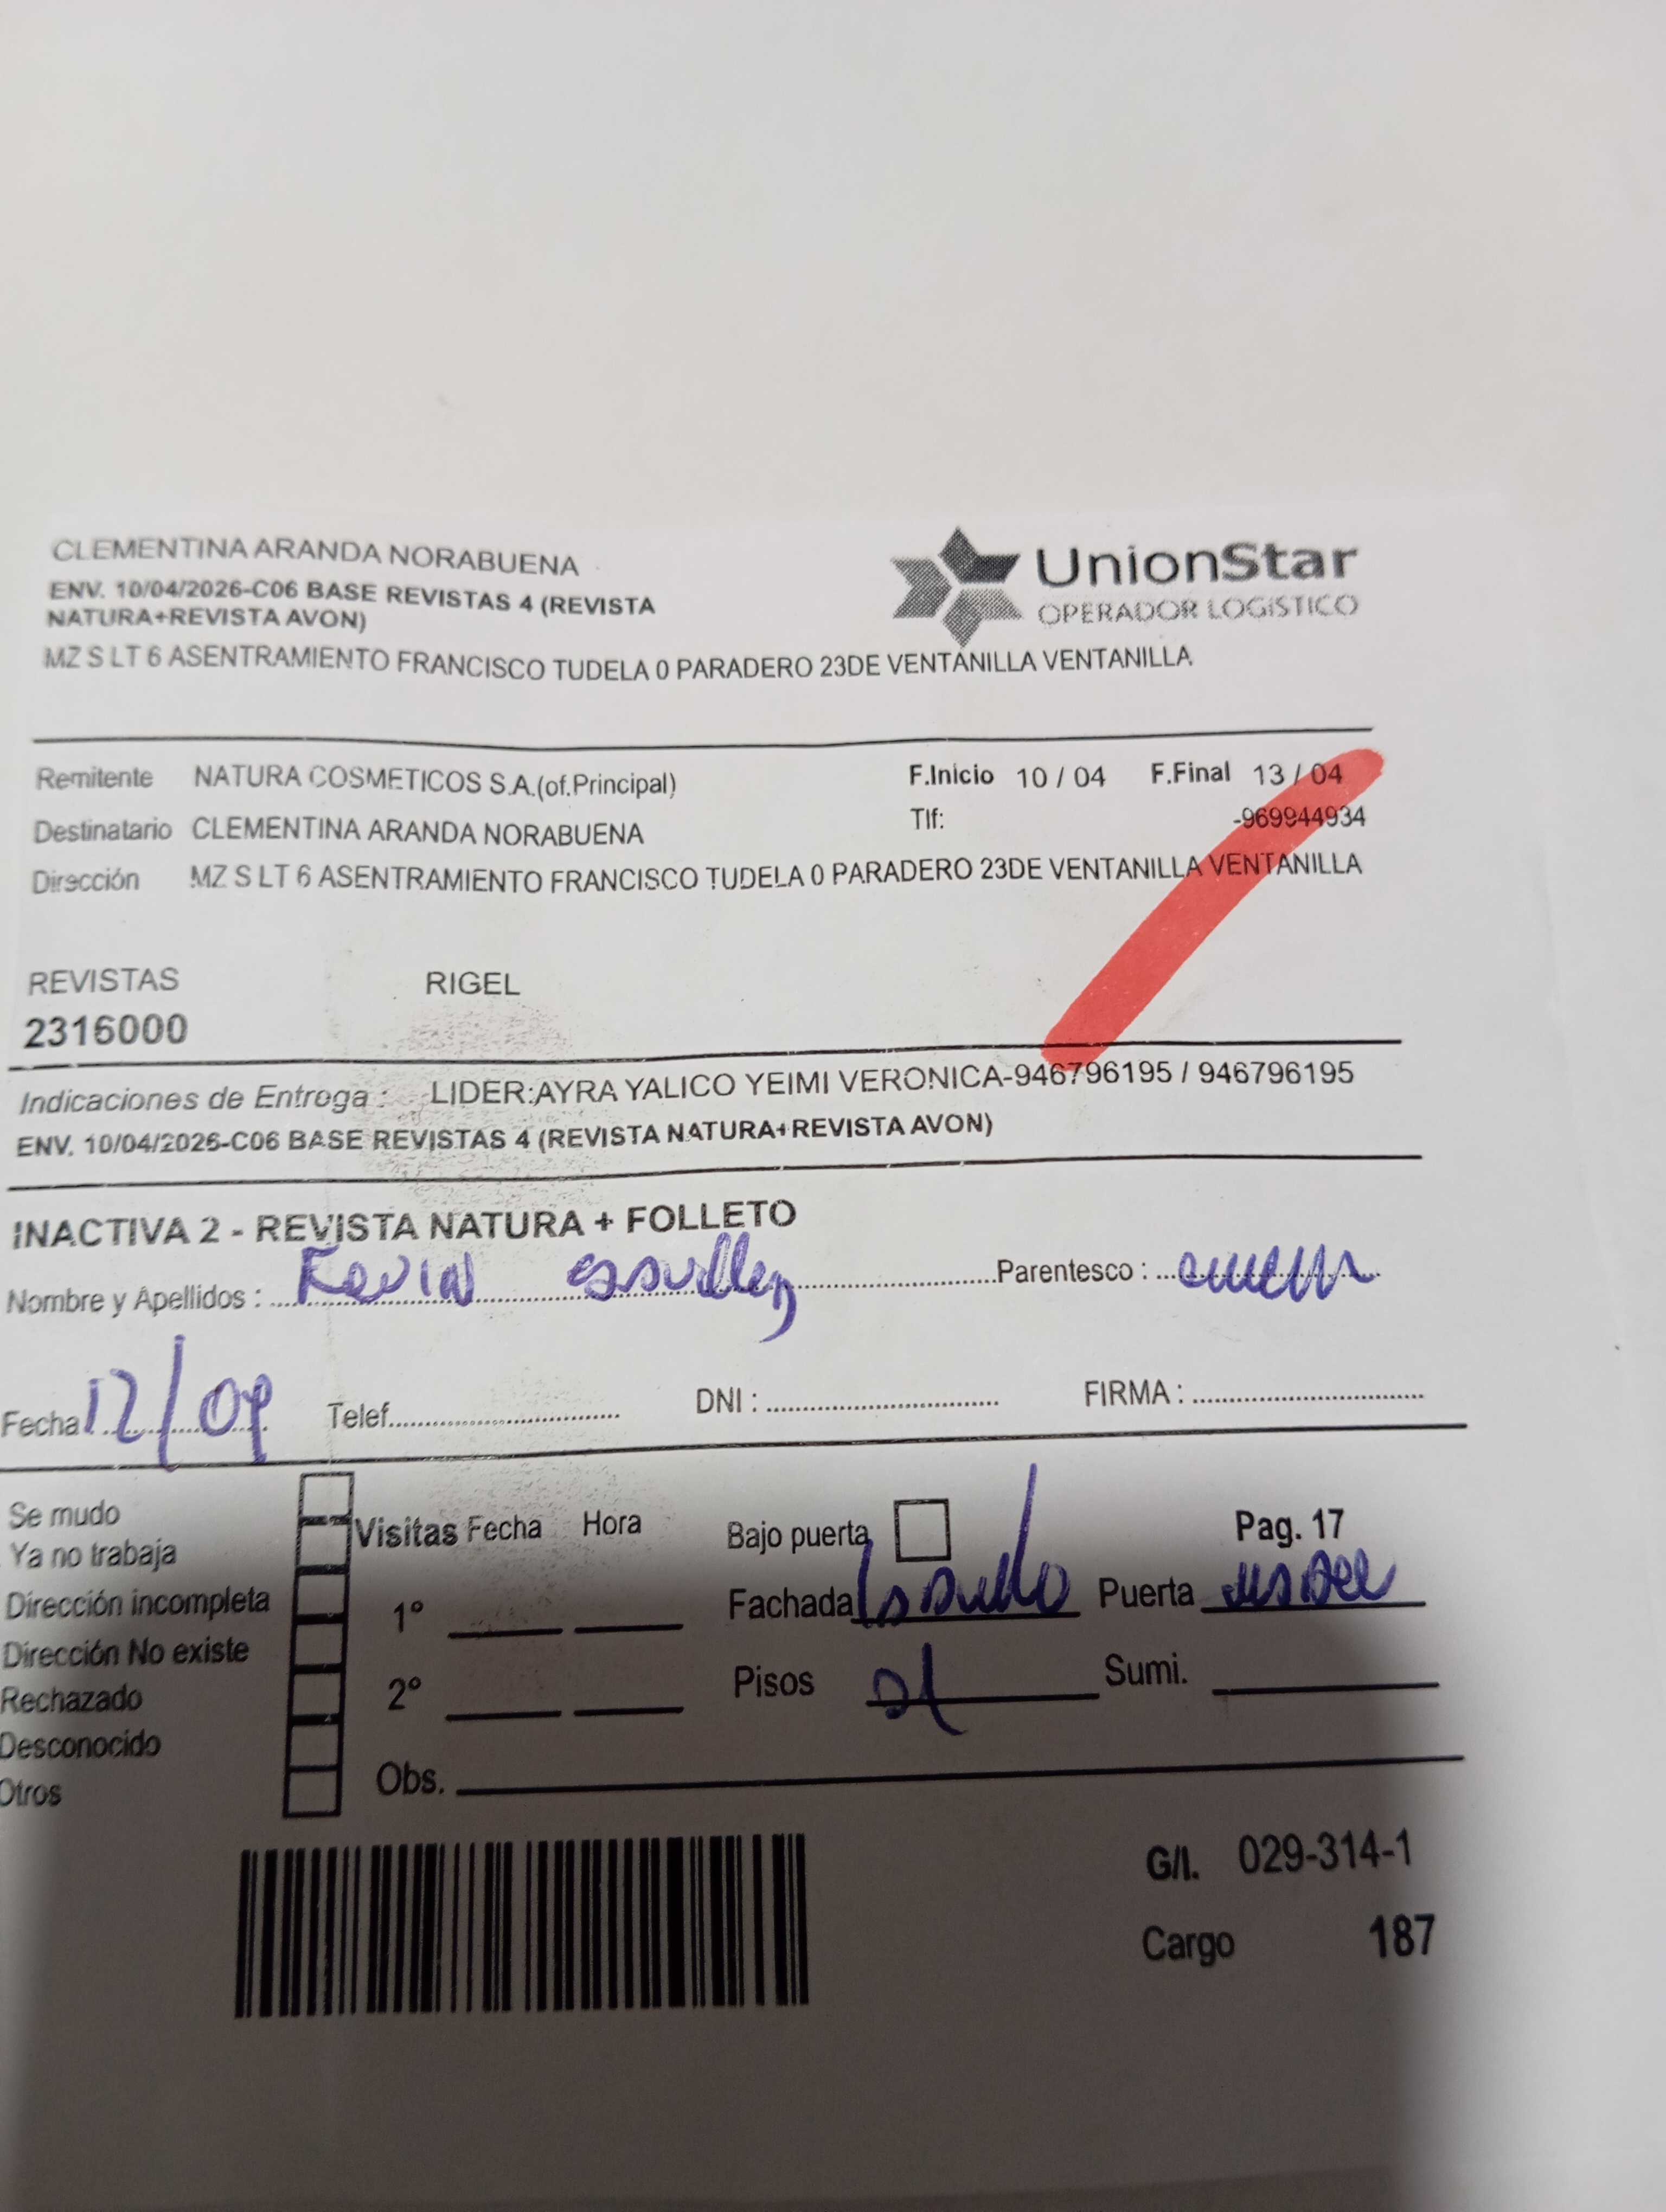 CLEMENTINA ARANDA NORABUENA
ENV. 10/04/2026-C06 BASE REVISTAS 4 (REVISTA
NATURA+REVISTA AVON)
MZ S LT 6 ASENTRAMIENTO FRANCISCO TUDELA 0 PARADERO 23DE VENTANILLA VENTANILLA
UnionStar
OPERADOR LOGISTICO
Remitente NATURA COSMETICOS S.A.(of.Principal) F.Inicio 10 / 04 F.Final 13 / 04
Destinatario CLEMENTINA ARANDA NORABUENA Tlf: -969944934
Dirección MZ S LT 6 ASENTRAMIENTO FRANCISCO TUDELA 0 PARADERO 23DE VENTANILLA VENTANILLA
REVISTAS RIGEL
2316000
Indicaciones de Entrega : LIDER:AYRA YALICO YEIMI VERONICA-946796195 / 946796195
ENV. 10/04/2026-C06 BASE REVISTAS 4 (REVISTA NATURA+REVISTA AVON)
INACTIVA 2 - REVISTA NATURA + FOLLETO
Nombre y Apellidos : Kevin Parentesco :
Fecha 12/04 Telef. DNI : FIRMA :
Se mudo
Ya no trabaja
Dirección incompleta
Dirección No existe
Rechazado
Desconocido
Otros
Visitas Fecha Hora
1°
2°
Obs.
Bajo puerta Pag. 17
Fachada Puerta
Pisos Sumi.
G/I. 029-314-1
Cargo 187